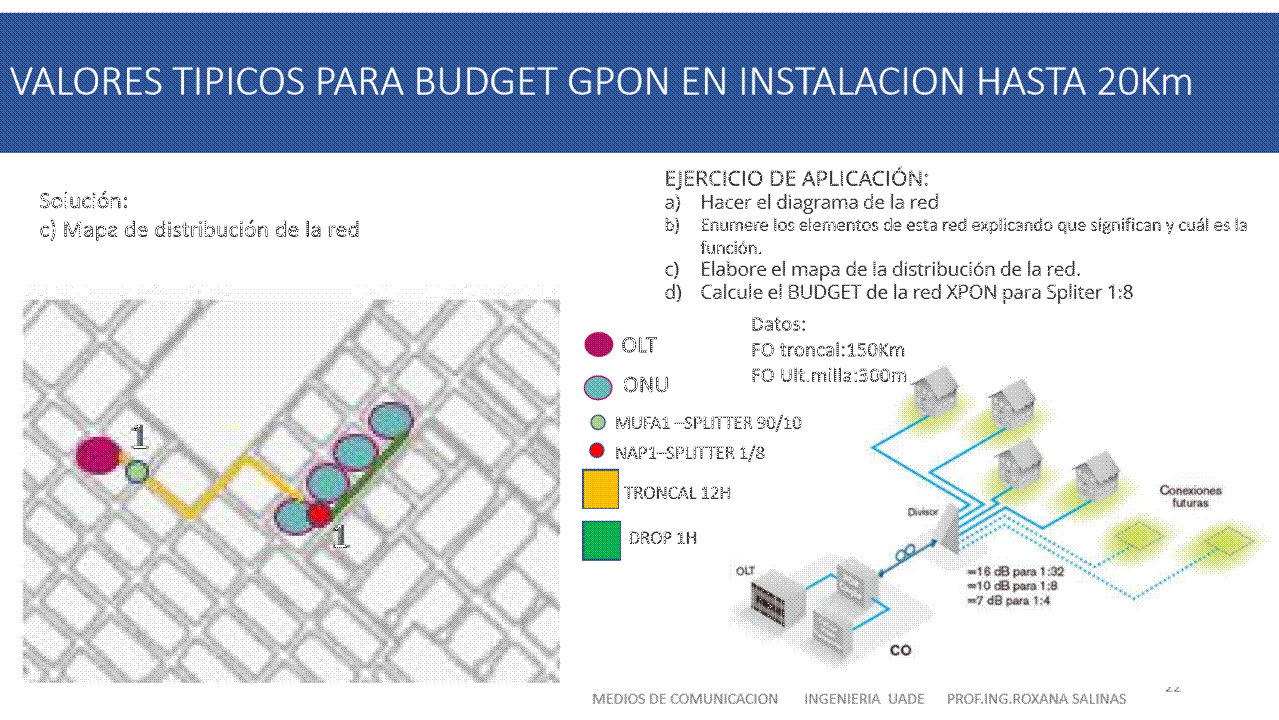 VALORES TIPICOS PARA BUDGET GPON EN INSTALACION HASTA 20Km
Solución:
c) Mapa de distribución de la red
EJERCICIO DE APLICACIÓN:
a) Hacer el diagrama de la red
b) Enumere los elementos de esta red explicando que significan y cuál es la
función.
c) Elabore el mapa de la distribución de la red.
d) Calcule el BUDGET de la red XPON para Spliter 1:8
Datos:
FO troncal:150Km
FO Ult.milla:300m
OLT
ONU
MUFA1 –SPLITTER 90/10
NAP1–SPLITTER 1/8
TRONCAL 12H
DROP 1H
1
1
Conexiones
futuras
Divisor
≈16 dB para 1:32
≈10 dB para 1:8
≈7 dB para 1:4
OLT
CO
MEDIOS DE COMUNICACION INGENIERIA UADE PROF.ING.ROXANA SALINAS
22